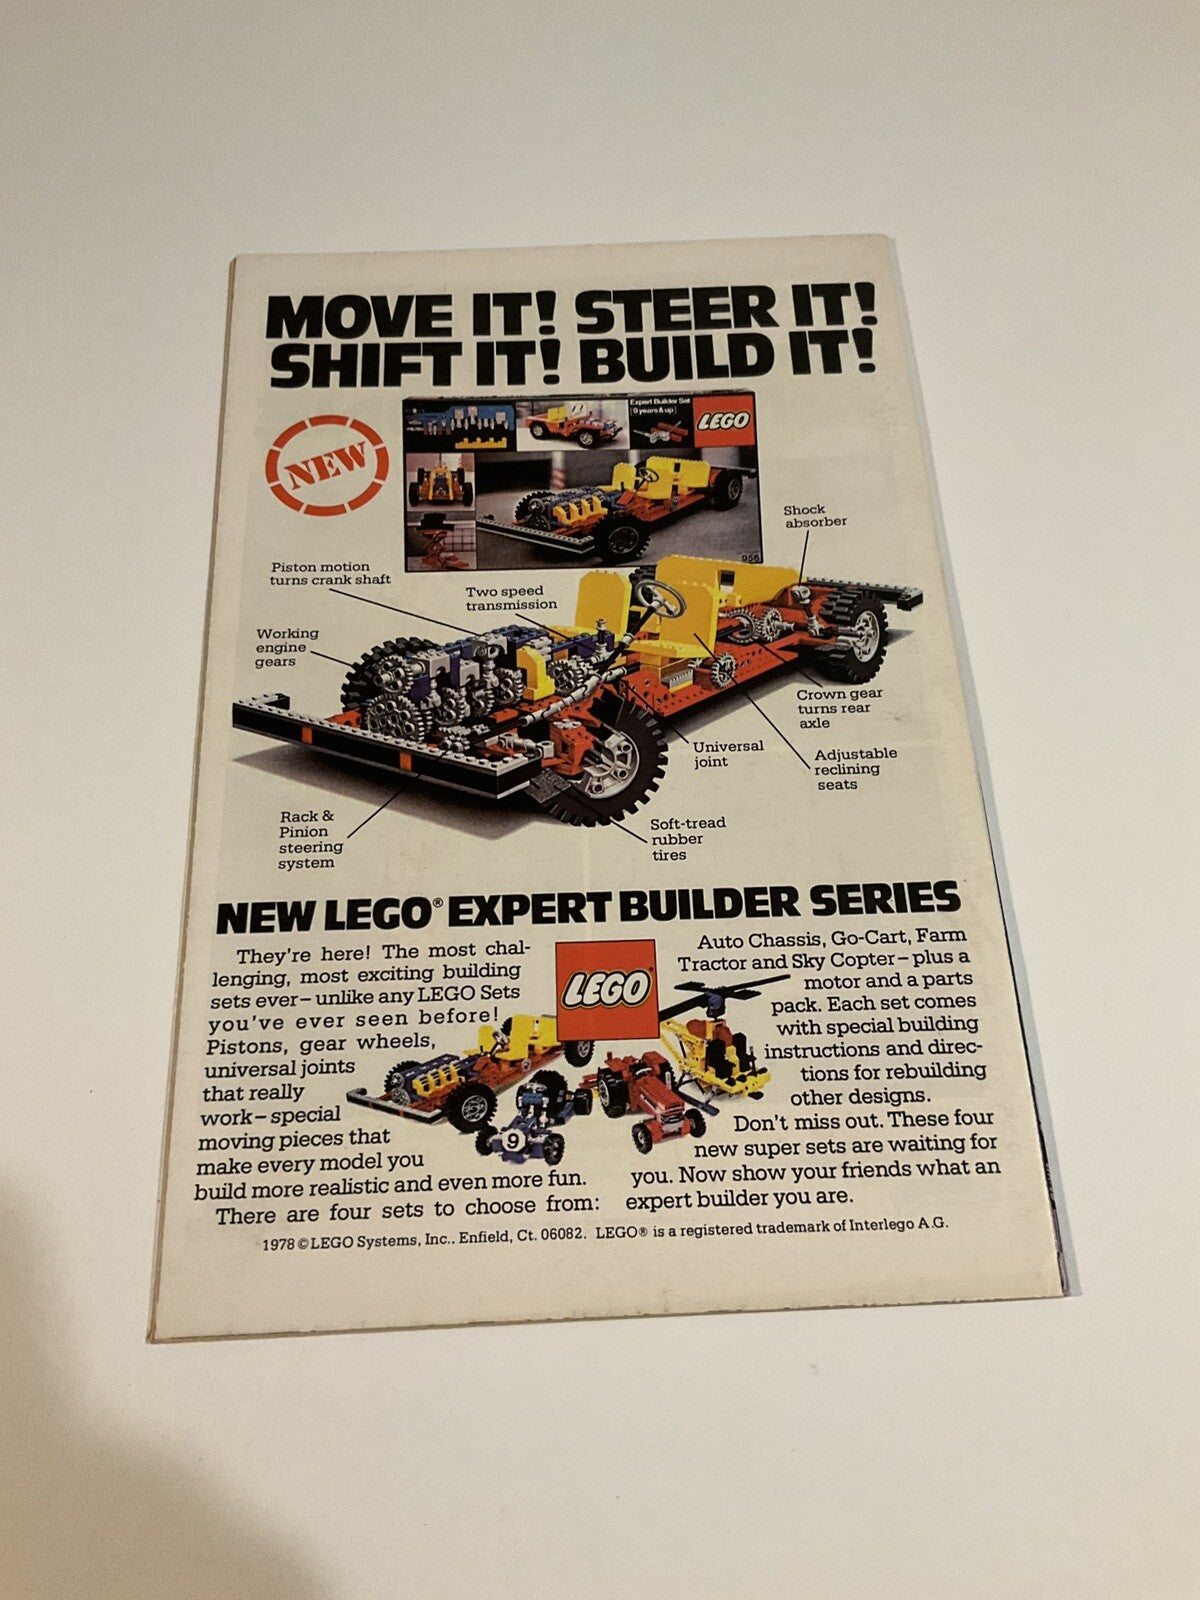 MOVE IT! STEER IT!
SHIFT IT! BUILD IT!
NEW
Expert Builder Set
[9 years & up]
LEGO
956
Shock
absorber
Piston motion
turns crank shaft
Two speed
transmission
Working
engine
gears
Crown gear
turns rear
axle
Universal
joint
Adjustable
reclining
seats
Rack &
Pinion
steering
system
Soft-tread
rubber
tires
NEW LEGO® EXPERT BUILDER SERIES
They're here! The most chal-
lenging, most exciting building
sets ever–unlike any LEGO Sets
you've ever seen before!
Pistons, gear wheels,
universal joints
that really
work–special
moving pieces that
make every model you
build more realistic and even more fun.
There are four sets to choose from:
LEGO®
9
Auto Chassis, Go-Cart, Farm
Tractor and Sky Copter–plus a
motor and a parts
pack. Each set comes
with special building
instructions and direc-
tions for rebuilding
other designs.
Don't miss out. These four
new super sets are waiting for
you. Now show your friends what an
expert builder you are.
1978 © LEGO Systems, Inc., Enfield, Ct. 06082. LEGO® is a registered trademark of Interlego A.G.